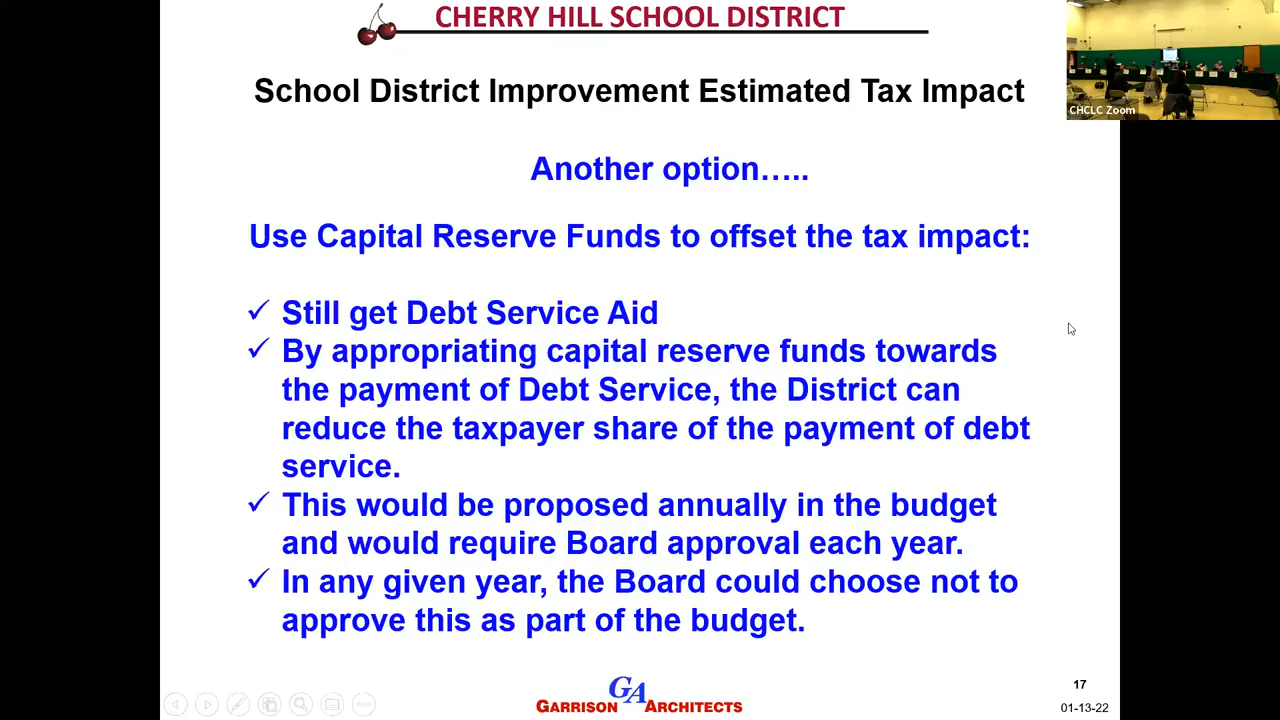 CHERRY HILL SCHOOL DISTRICT
School District Improvement Estimated Tax Impact
CHCLC Zoom
Another option…..
Use Capital Reserve Funds to offset the tax impact:
✓ Still get Debt Service Aid
✓ By appropriating capital reserve funds towards
the payment of Debt Service, the District can
reduce the taxpayer share of the payment of debt
service.
✓ This would be proposed annually in the budget
and would require Board approval each year.
✓ In any given year, the Board could choose not to
approve this as part of the budget.
GA
GARRISON ARCHITECTS
17
01-13-22